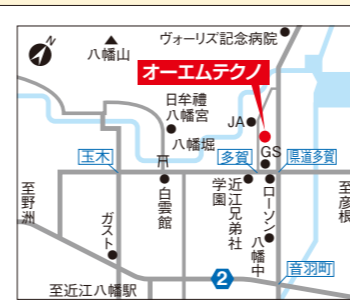 N
ヴォーリズ記念病院
八幡山
オーエムテクノ
日牟禮
八幡宮
JA
八幡堀
GS
玉木
多賀
県道多賀
至野洲
白雲館
近江兄弟社
学園
ローソン
八幡中
至彦根
ガスト
音羽町
2
至近江八幡駅